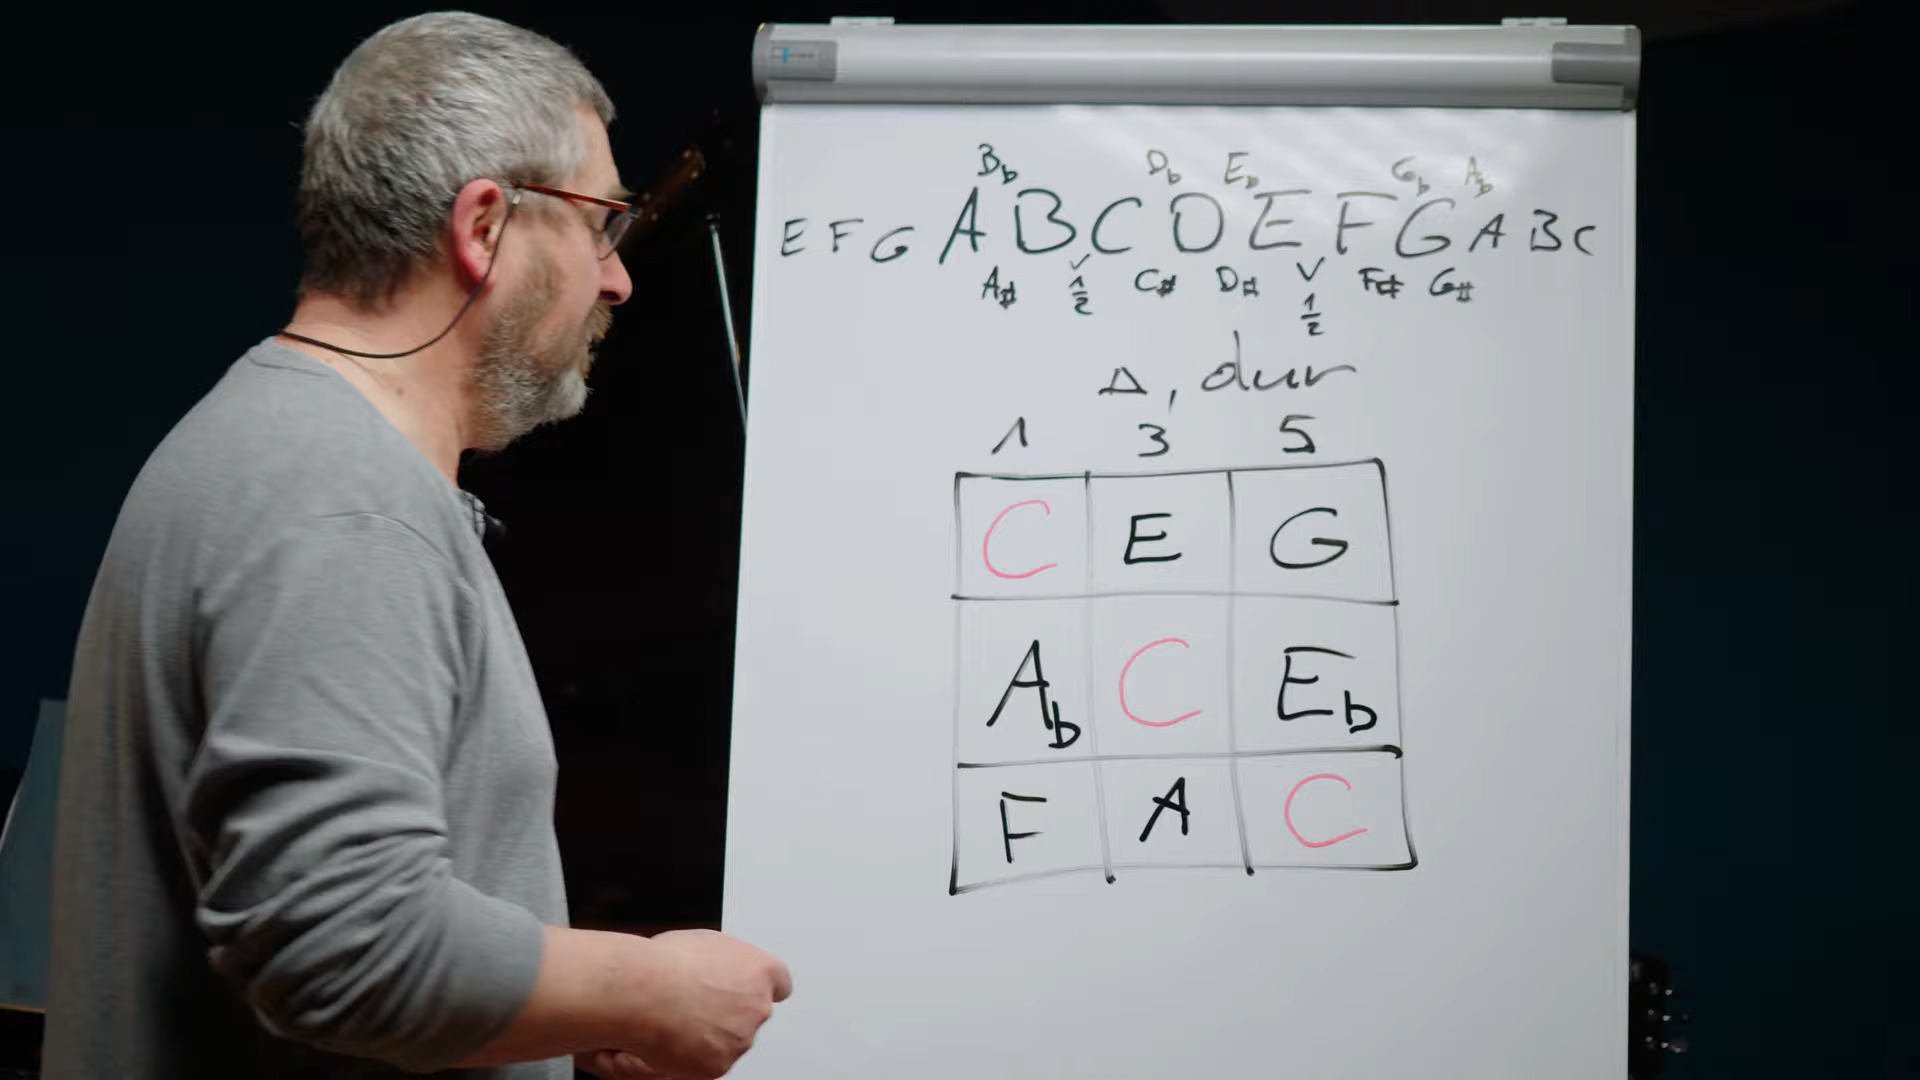 Bb Db Eb Gb Ab
E F G A B C D E F G A B C
A# ½ C# D# ½ F# G#
Δ, dur
1 3 5
C E G
Ab C Eb
F A C